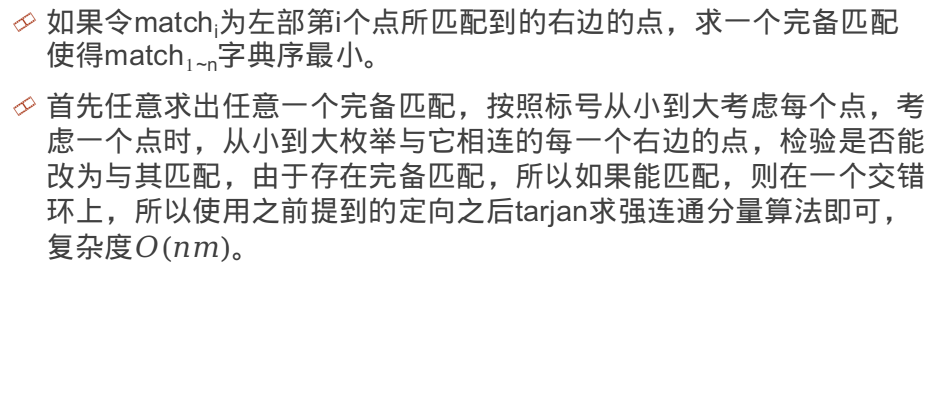 如果令matchᵢ为左部第i个点所匹配到的右边的点，求一个完备匹配
使得match₁~ₙ字典序最小。
首先任意求出任意一个完备匹配，按照标号从小到大考虑每个点，考
虑一个点时，从小到大枚举与它相连的每一个右边的点，检验是否能
改为与其匹配，由于存在完备匹配，所以如果能匹配，则在一个交错
环上，所以使用之前提到的定向之后tarjan求强连通分量算法即可，
复杂度O(nm)。